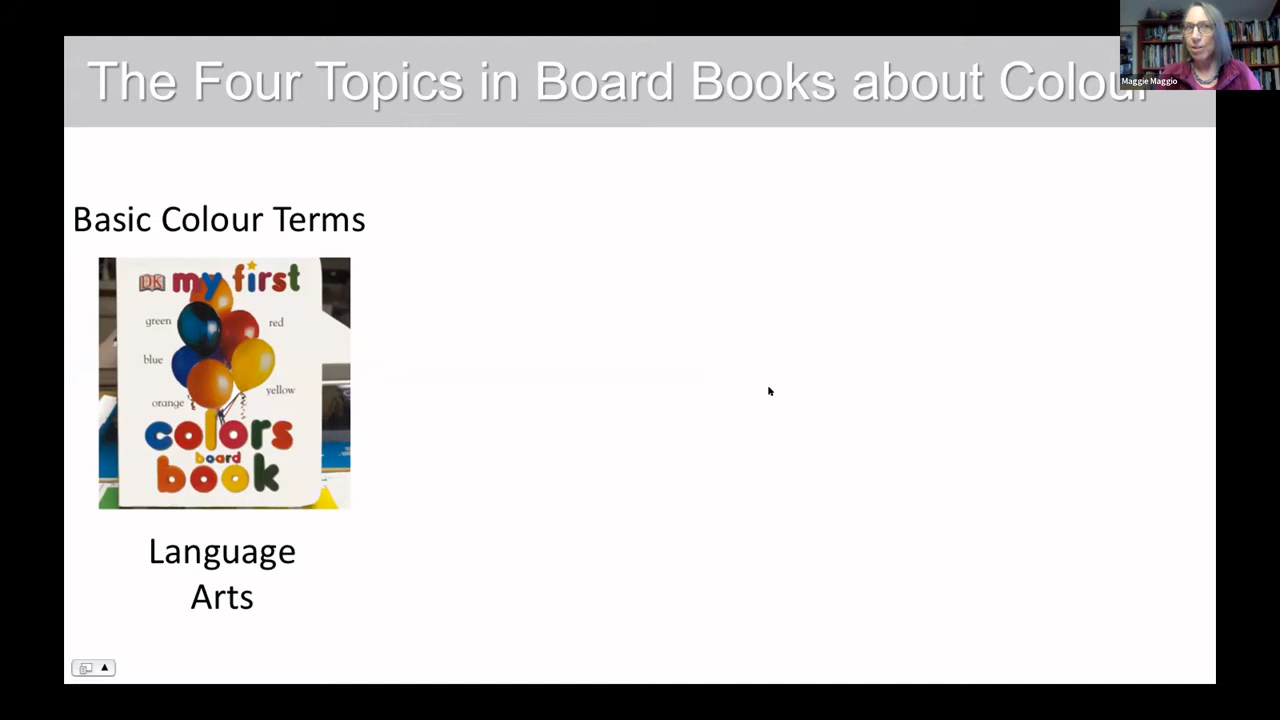 The Four Topics in Board Books about Colour
Maggie Maggio
Basic Colour Terms
DK my first
green red
blue
yellow
orange
colors
board
book
Language
Arts